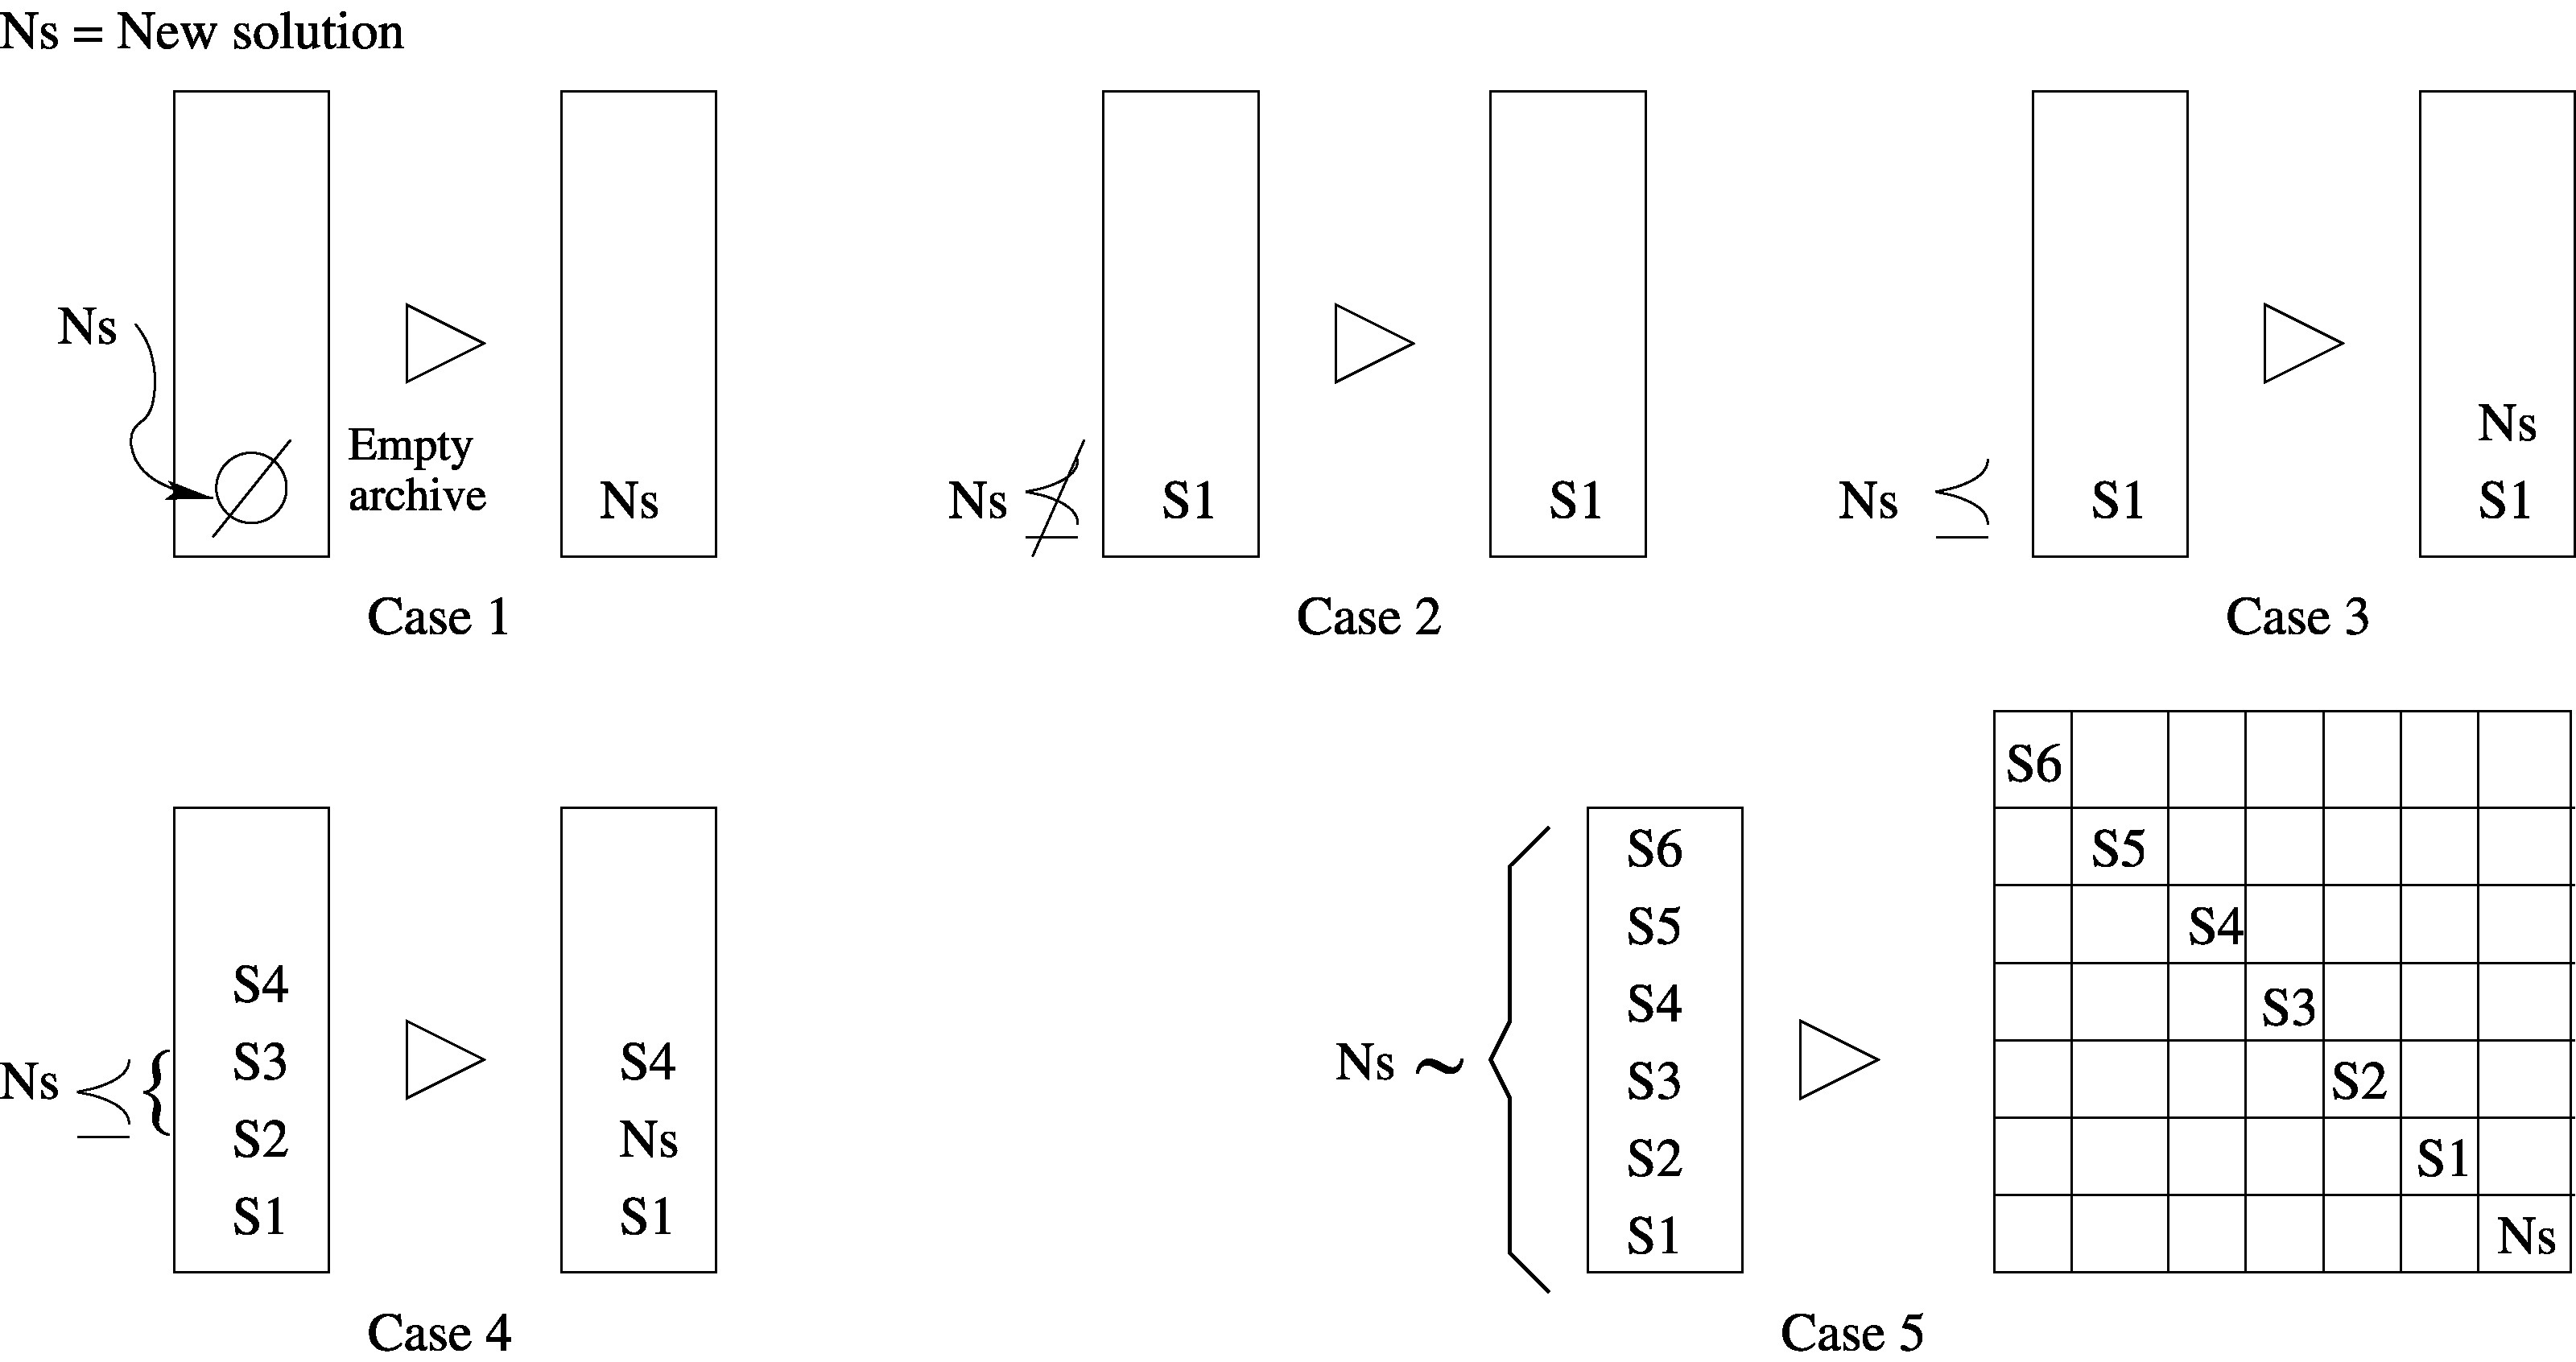 Ns = New solution
Ns
Empty
archive
Ns
Case 1
Ns ⪯̸ S1
S1
Case 2
Ns ⪯ S1
Ns
S1
Case 3
Ns ⪯ {
S4
S3
S2
S1
S4
Ns
S1
Case 4
Ns ~
S6
S5
S4
S3
S2
S1
S6
S5
S4
S3
S2
S1
Ns
Case 5